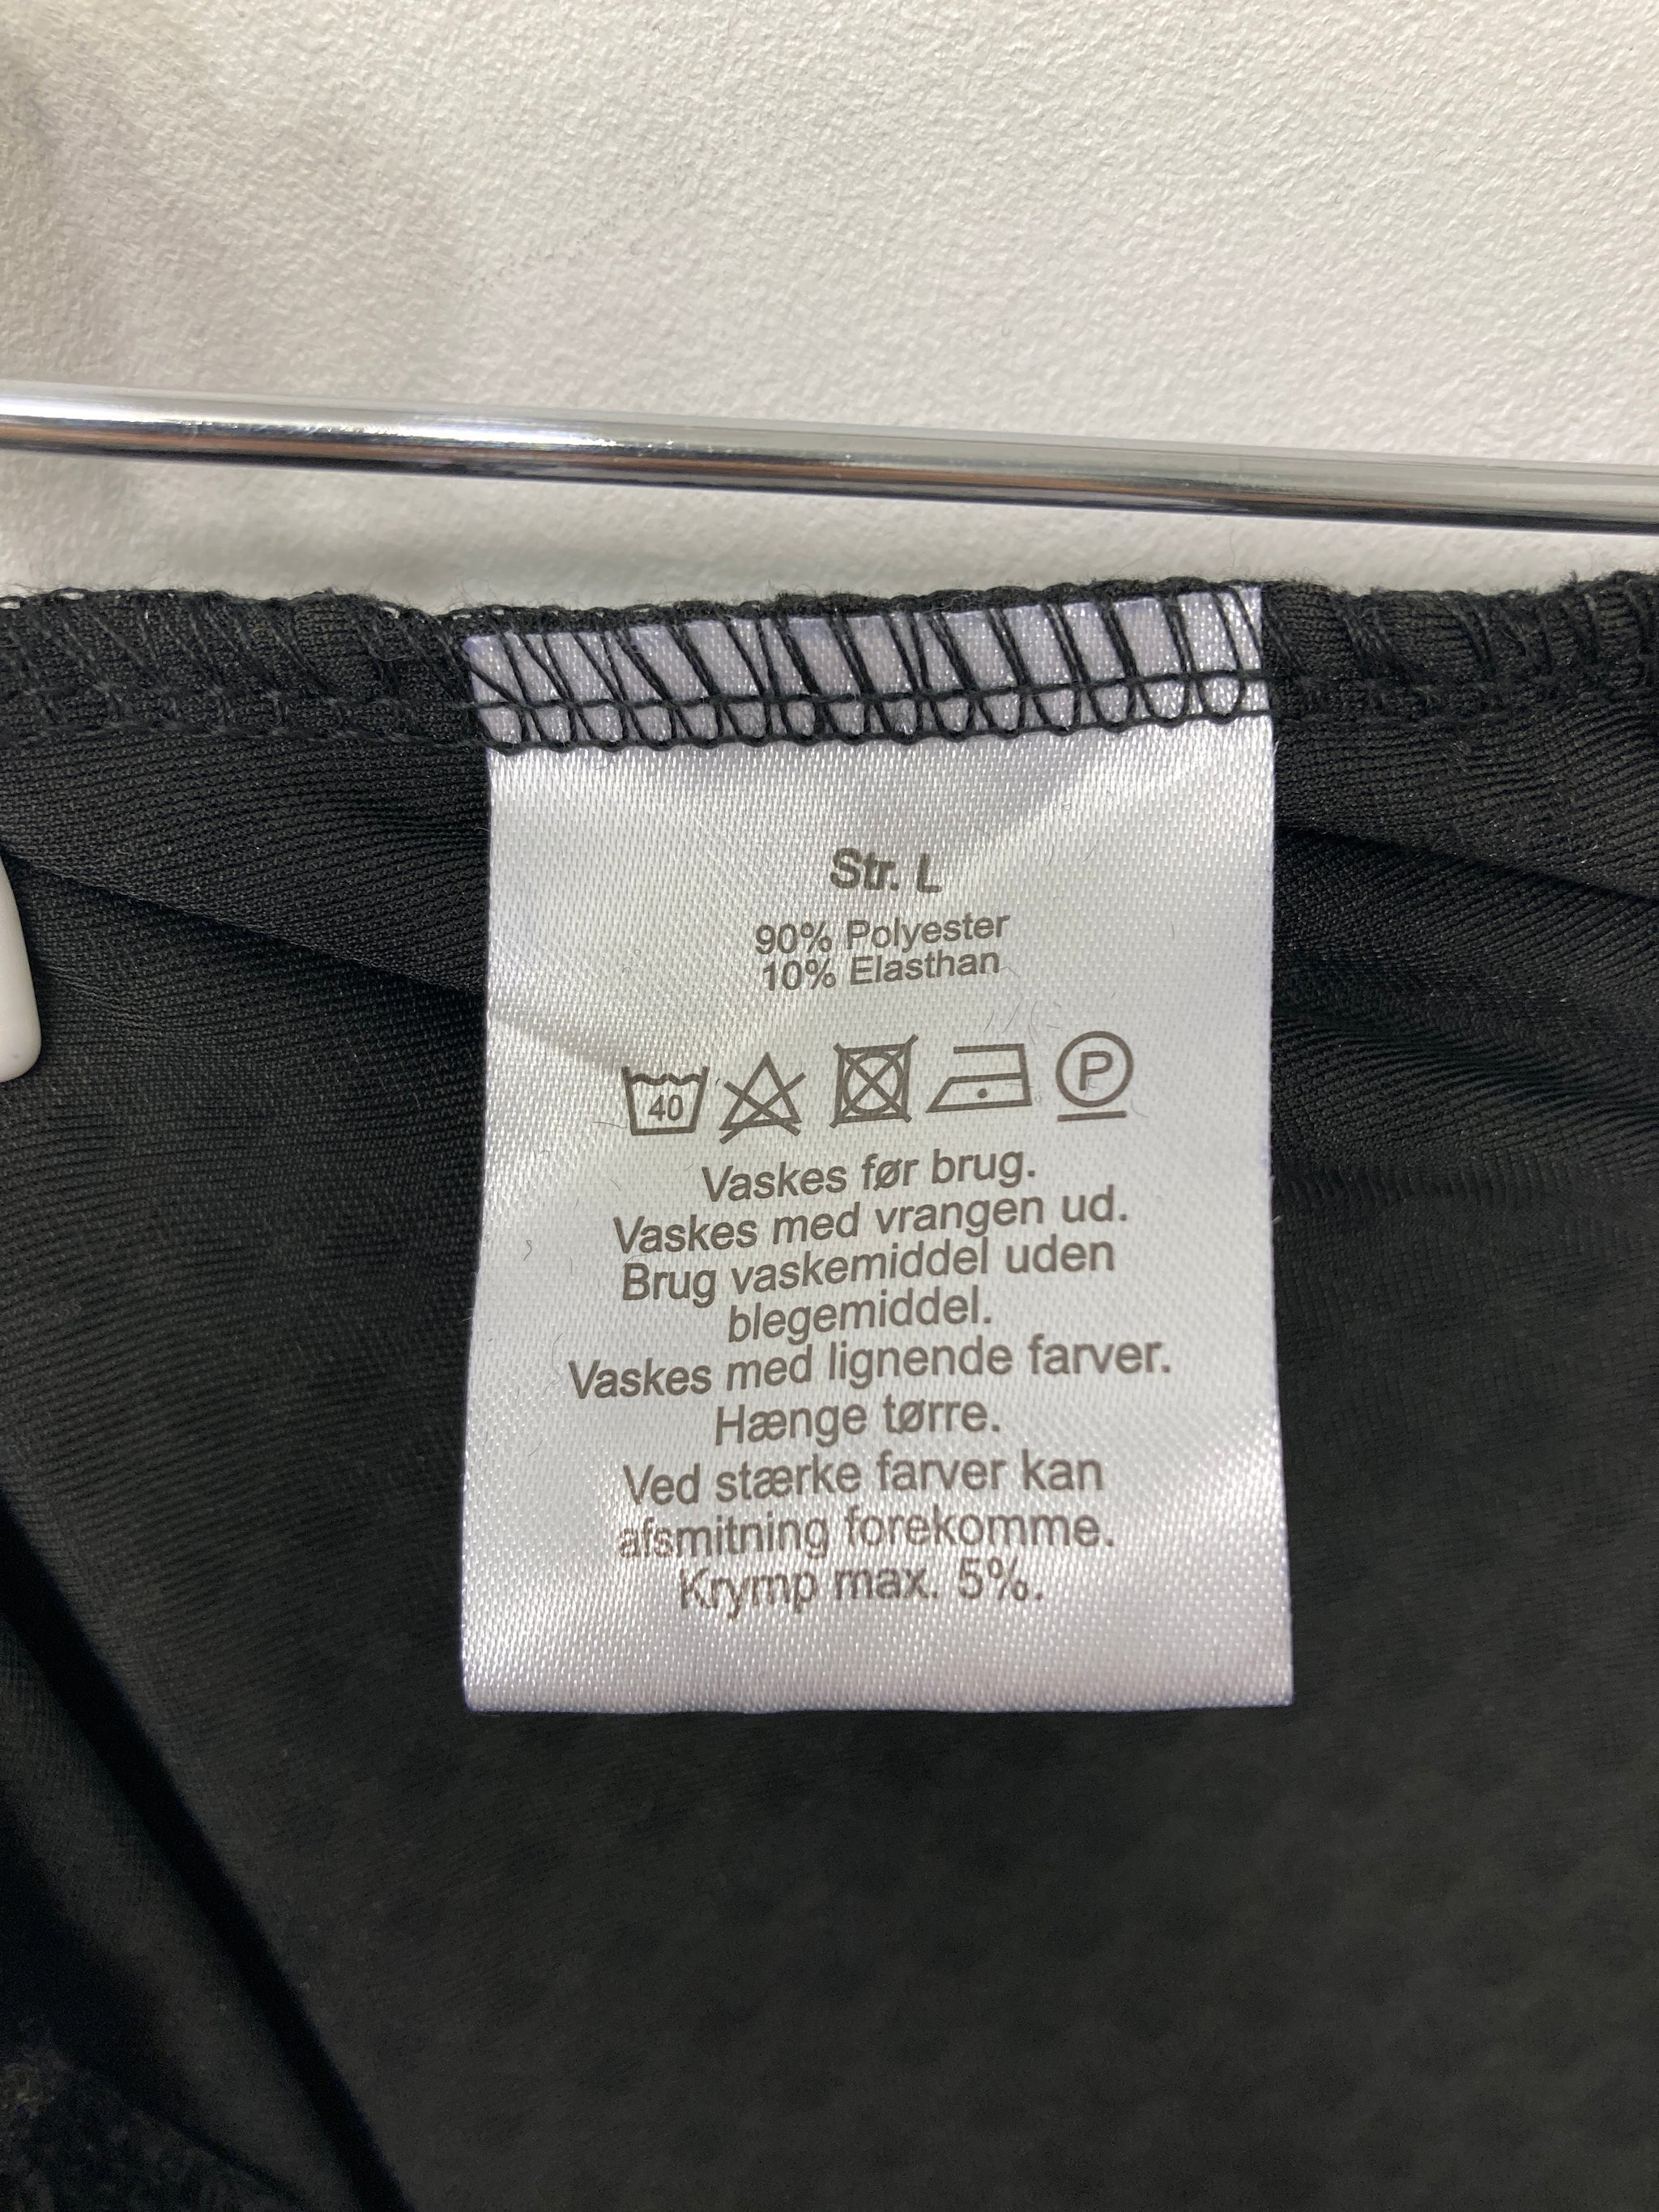 Str. L
90% Polyester
10% Elasthan
40 P
Vaskes før brug.
Vaskes med vrangen ud.
Brug vaskemiddel uden
blegemiddel.
Vaskes med lignende farver.
Hænge tørre.
Ved stærke farver kan
afsmitning forekomme.
Krymp max. 5%.